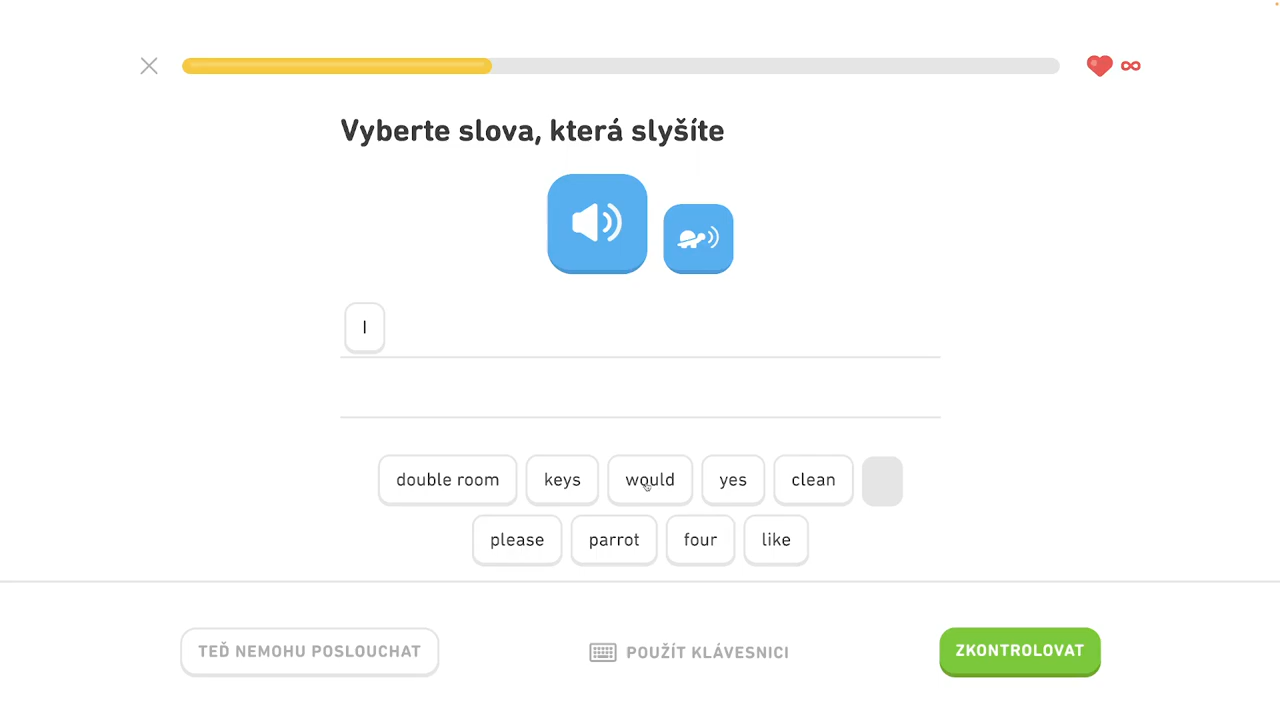 Vyberte slova, která slyšíte
I
double room keys would yes clean
please parrot four like
TEĎ NEMOHU POSLOUCHAT POUŽÍT KLÁVESNICI ZKONTROLOVAT